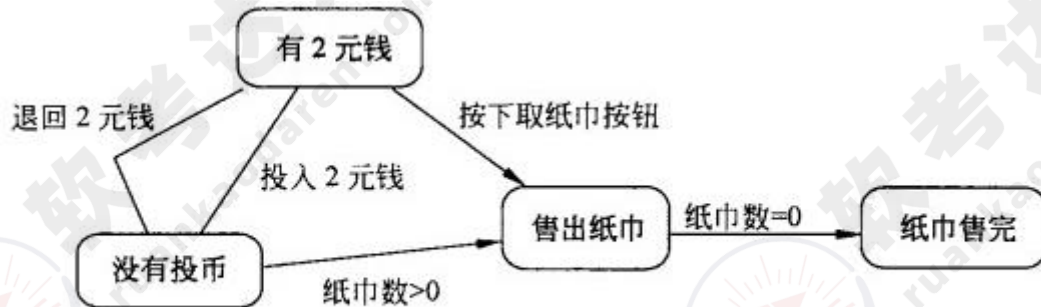 有 2 元钱
退回 2 元钱
按下取纸巾按钮
投入 2 元钱
售出纸巾
纸巾数=0
纸巾售完
没有投币
纸巾数>0